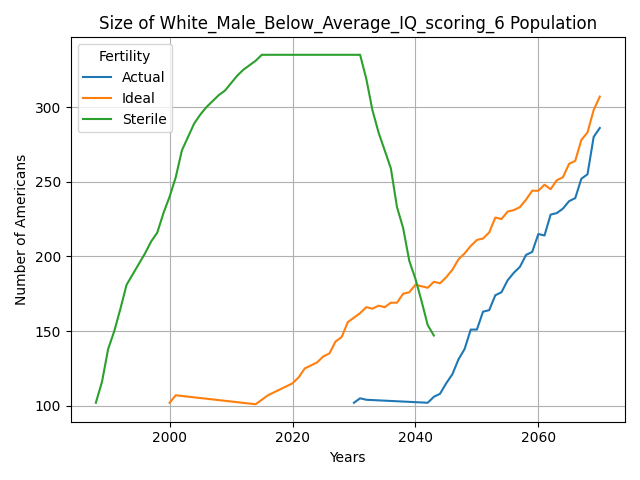 Size of White_Male_Below_Average_IQ_scoring_6 Population
Fertility
Actual
Ideal
Sterile
Number of Americans
300
250
200
150
100
2000
2020
2040
2060
Years